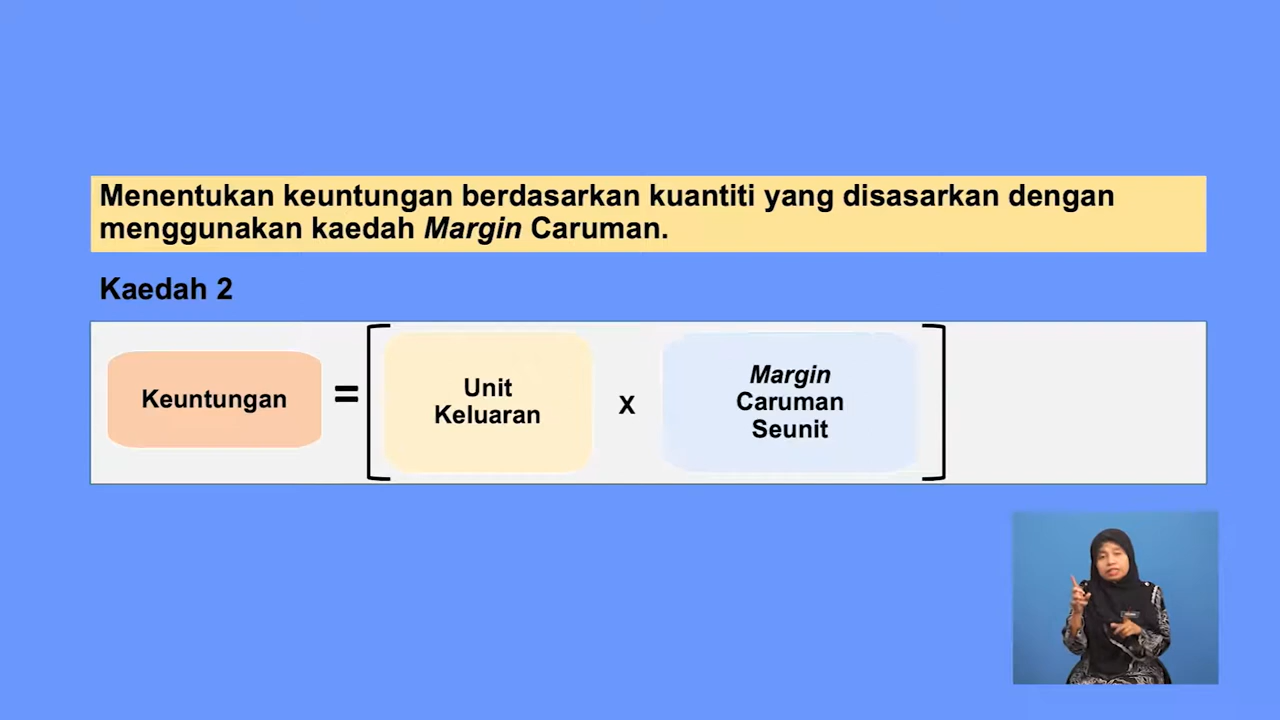 Menentukan keuntungan berdasarkan kuantiti yang disasarkan dengan
menggunakan kaedah Margin Caruman.
Kaedah 2
Keuntungan
=
[
Unit
Keluaran
x
Margin
Caruman
Seunit
]